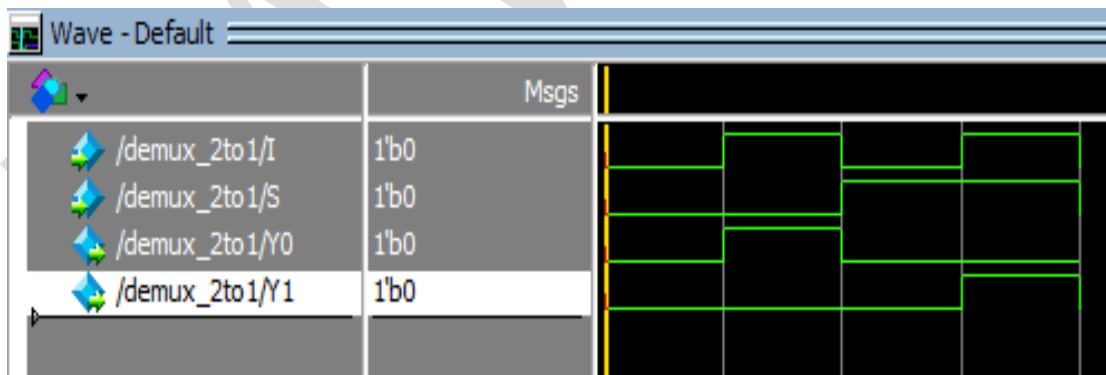 Wave - Default
Msgs
/demux_2to1/I 1'b0
/demux_2to1/S 1'b0
/demux_2to1/Y0 1'b0
/demux_2to1/Y1 1'b0